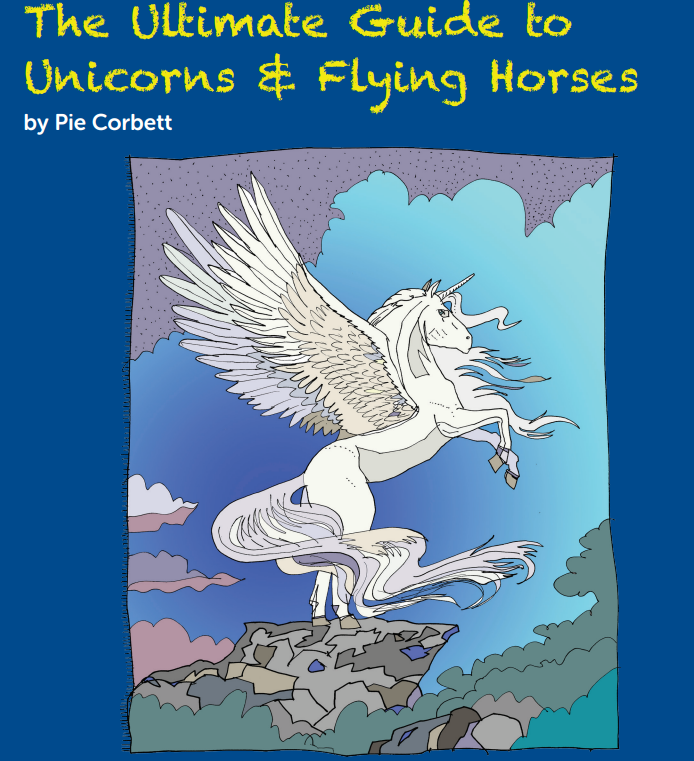 The Ultimate Guide to
Unicorns & Flying Horses
by Pie Corbett